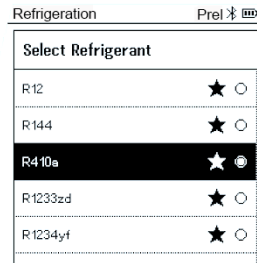 Refrigeration Prel
Select Refrigerant
R12
R144
R410a
R1233zd
R1234yf